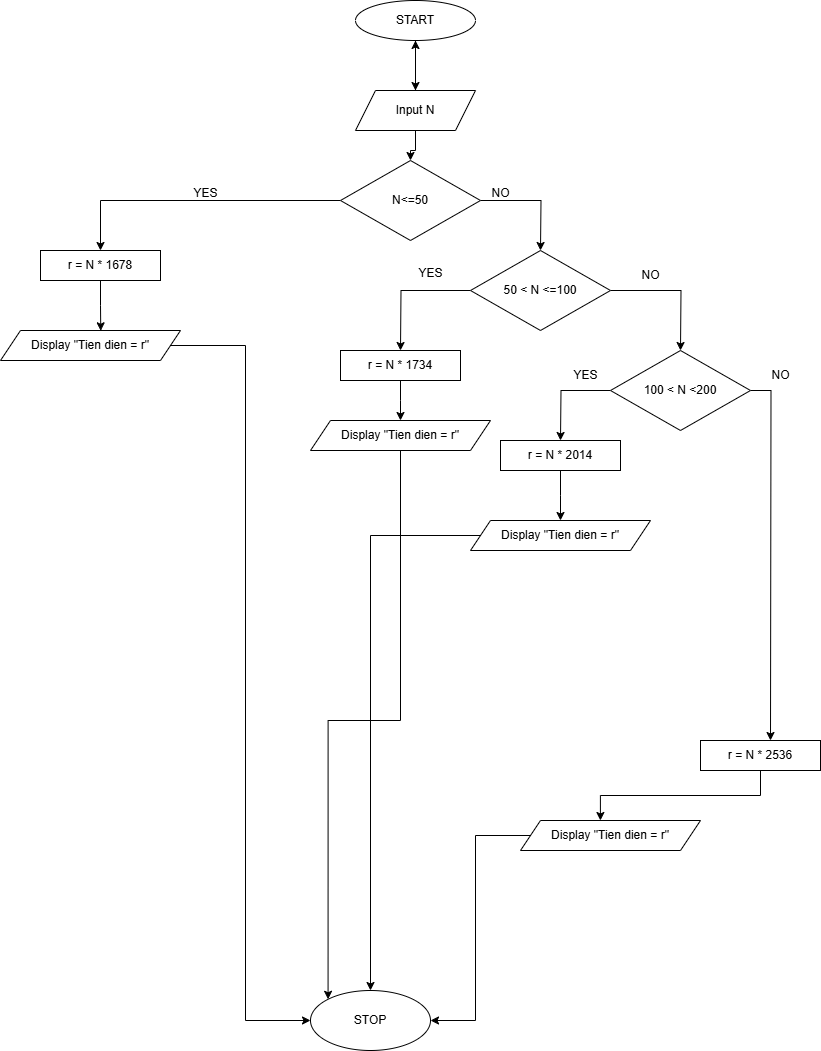 START
Input N
YES
N<=50
NO
r = N * 1678
YES
50 < N <=100
NO
Display "Tien dien = r"
r = N * 1734
YES
100 < N <200
NO
Display "Tien dien = r"
r = N * 2014
Display "Tien dien = r"
r = N * 2536
Display "Tien dien = r"
STOP